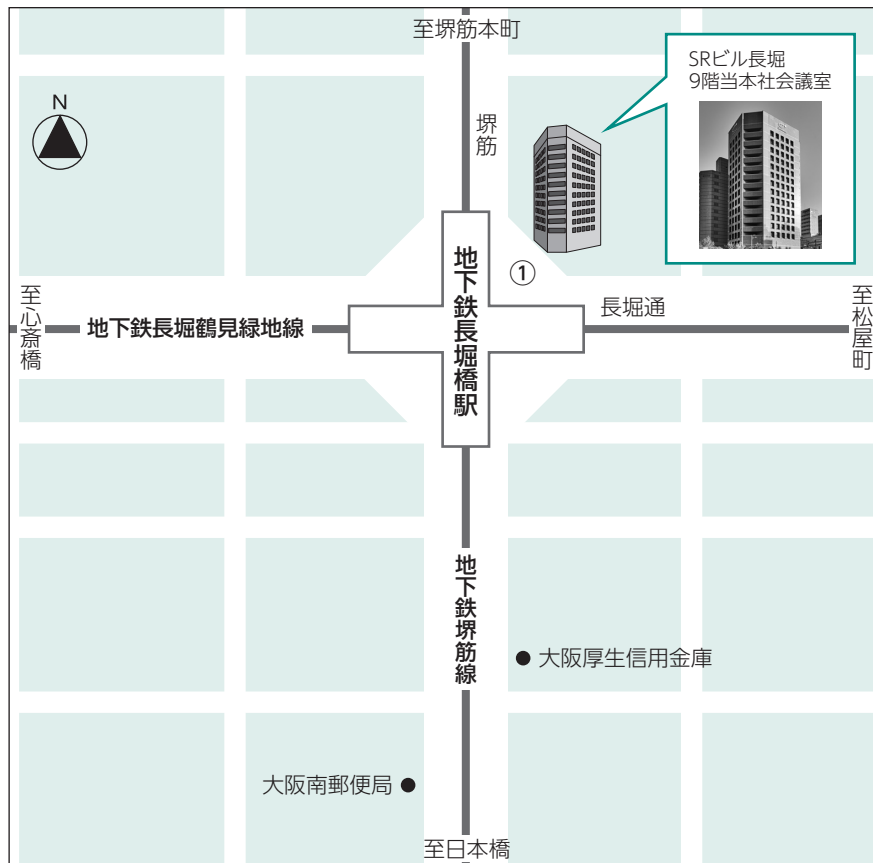 至堺筋本町
SRビル長堀
9階当本社会議室
N
堺筋
①
地下鉄長堀橋駅
至心斎橋
地下鉄長堀鶴見緑地線
長堀通
至松屋町
地下鉄堺筋線
大阪厚生信用金庫
大阪南郵便局
至日本橋